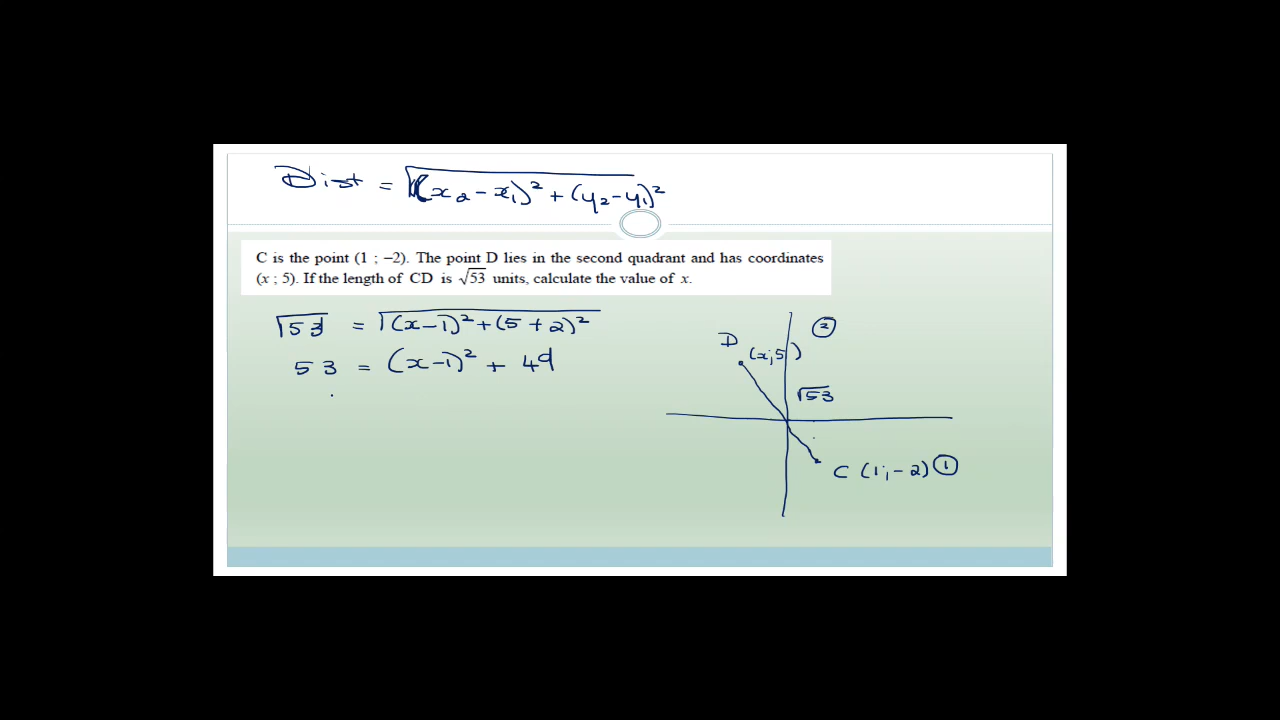 Dist = √(x₂ − x₁)² + (y₂ − y₁)²
C is the point (1 ; −2). The point D lies in the second quadrant and has coordinates
(x ; 5). If the length of CD is √53 units, calculate the value of x.
√53 = √(x−1)² + (5 + 2)²
53 = (x−1)² + 49
②
D (x;5)
√53
C (1;−2) ①